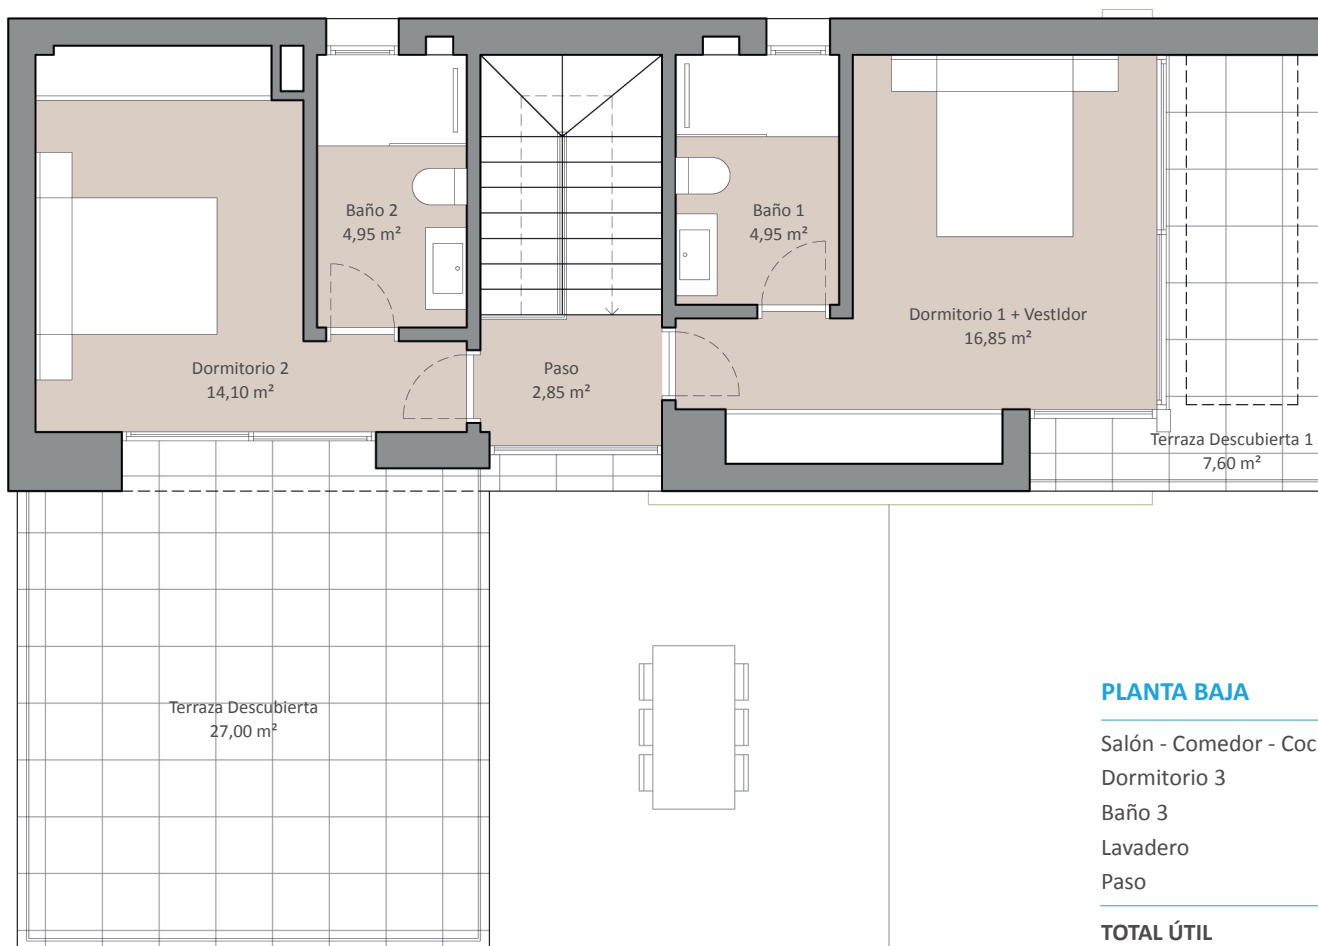 Baño 2
4,95 m²
Baño 1
4,95 m²
Dormitorio 1 + VestIdor
16,85 m²
Dormitorio 2
14,10 m²
Paso
2,85 m²
Terraza Descubierta 1
7,60 m²
Terraza Descubierta
27,00 m²
PLANTA BAJA
Salón - Comedor - Coc
Dormitorio 3
Baño 3
Lavadero
Paso
TOTAL ÚTIL